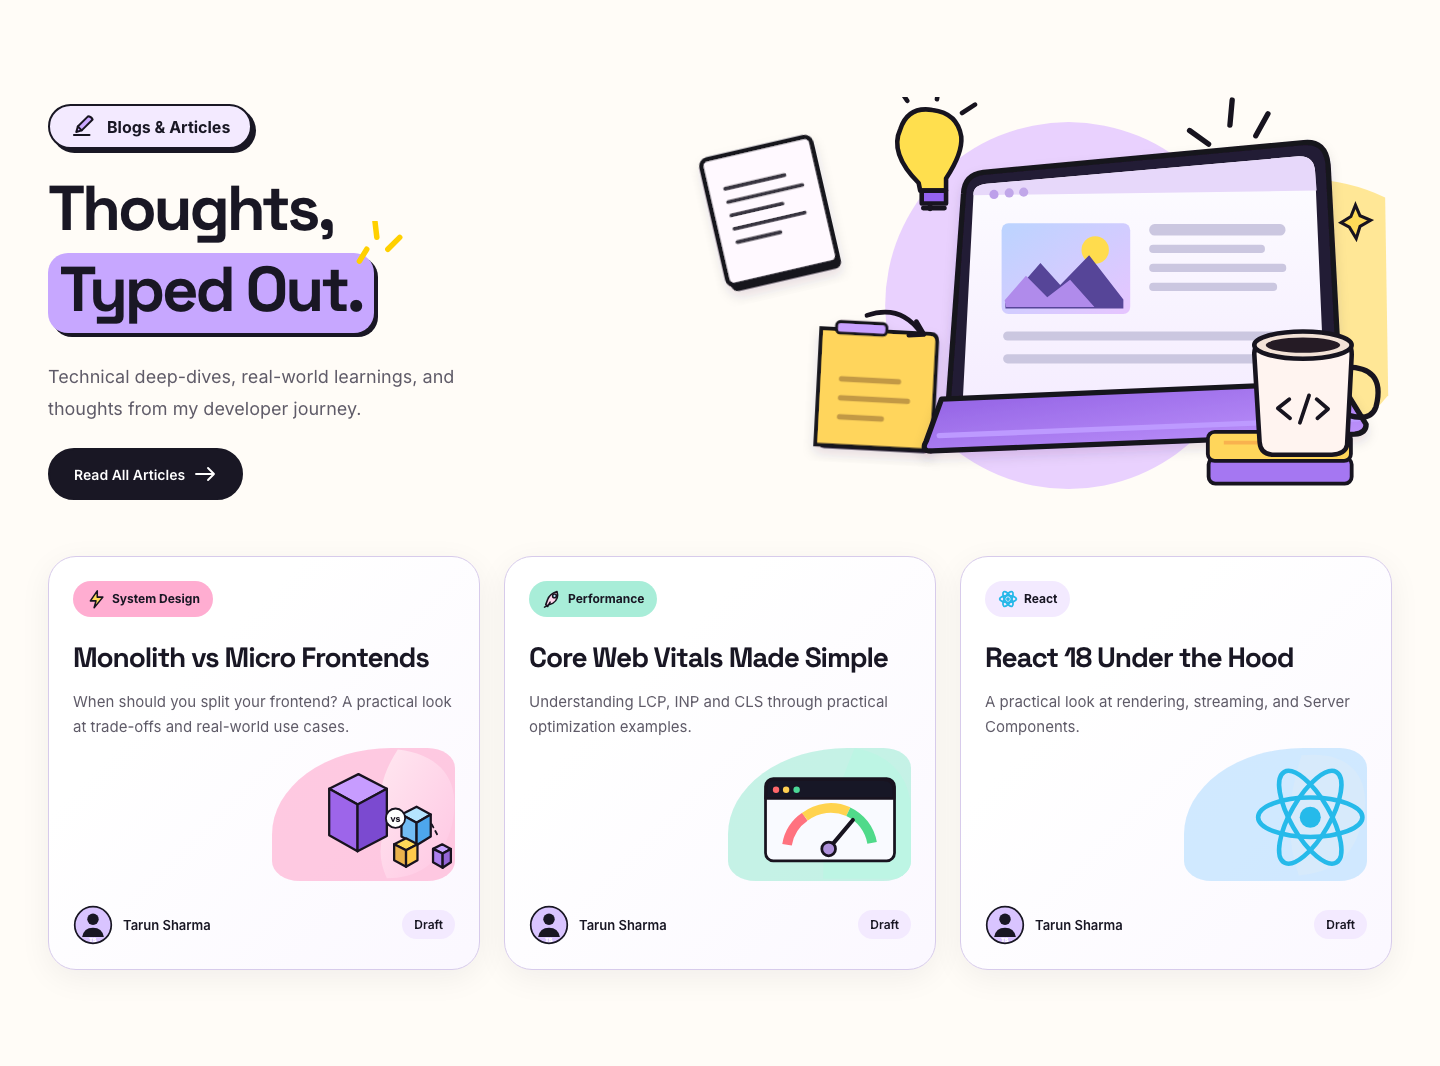 Blogs & Articles
Thoughts,
Typed Out.
Technical deep-dives, real-world learnings, and
thoughts from my developer journey.
Read All Articles
</>
System Design
Monolith vs Micro Frontends
When should you split your frontend? A practical look
at trade-offs and real-world use cases.
vs
Tarun Sharma
Draft
Performance
Core Web Vitals Made Simple
Understanding LCP, INP and CLS through practical
optimization examples.
Tarun Sharma
Draft
React
React 18 Under the Hood
A practical look at rendering, streaming, and Server
Components.
Tarun Sharma
Draft